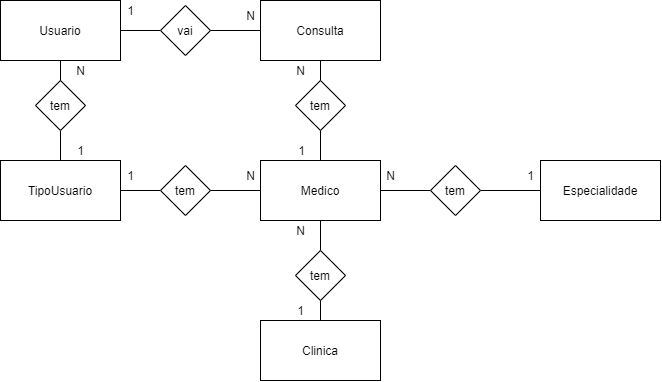 Usuario
1
vai
N
Consulta
N
tem
1
N
tem
1
TipoUsuario
1
tem
N
Medico
N
tem
1
Especialidade
N
tem
1
Clinica